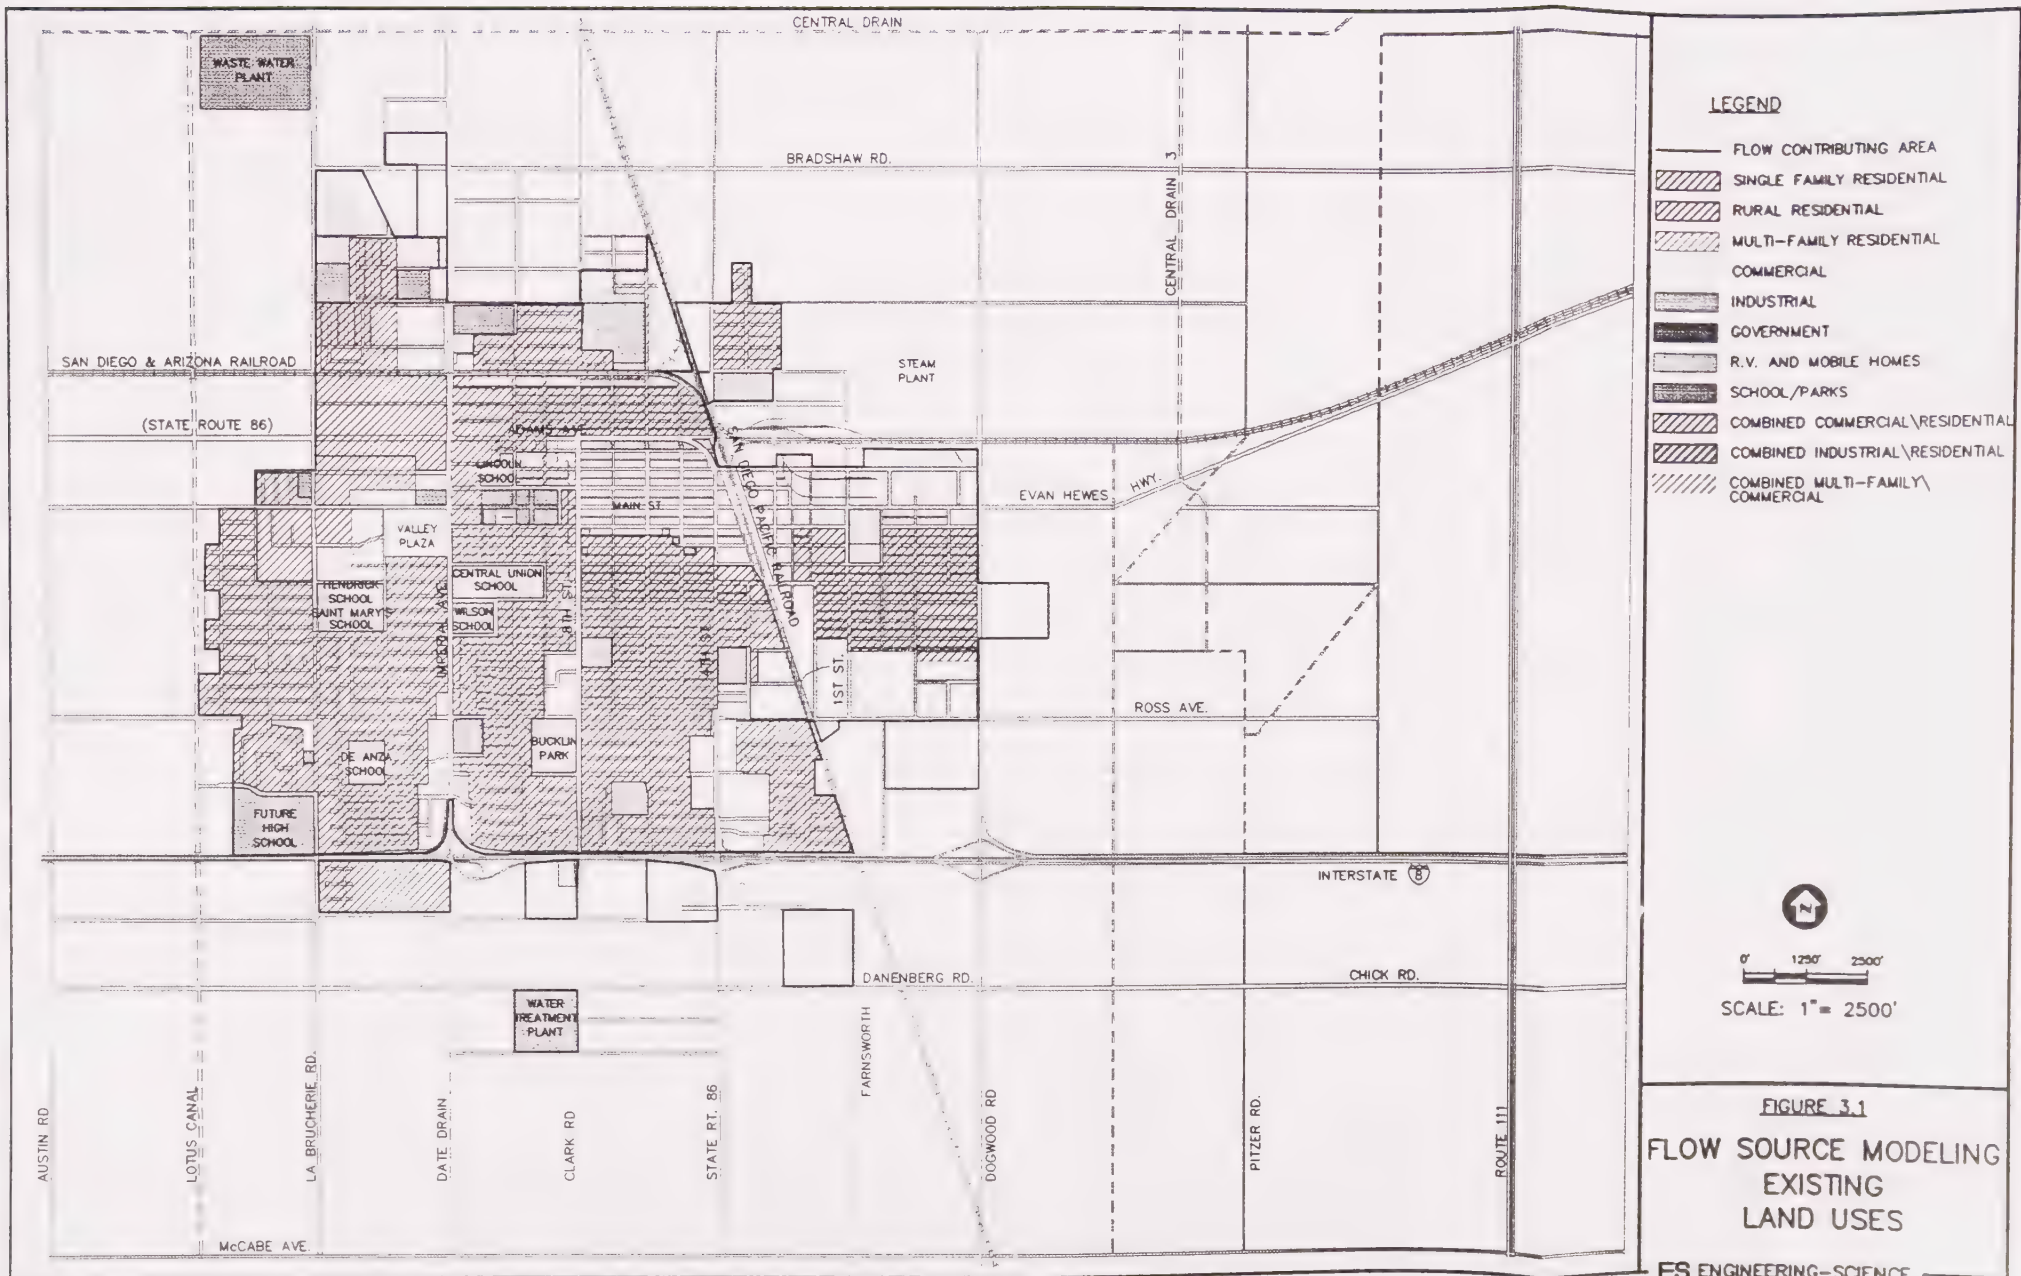 CENTRAL DRAIN
WASTE WATER
PLANT
BRADSHAW RD.
CENTRAL DRAIN 3
SAN DIEGO & ARIZONA RAILROAD
STEAM
PLANT
(STATE ROUTE 86)
ADAMS AVE.
LINCOLN
SCHOOL
SAN DIEGO PACIFIC RAILROAD
EVAN HEWES
HWY.
MAIN ST.
VALLEY
PLAZA
HENDRICK
SCHOOL
SAINT MARY'S
SCHOOL
CENTRAL UNION
SCHOOL
WILSON
SCHOOL
IMPERIAL AVE.
8TH ST.
4TH ST.
1ST ST.
ROSS AVE.
DE ANZA
SCHOOL
BUCKLIN
PARK
FUTURE
HIGH
SCHOOL
INTERSTATE 8
DANENBERG RD.
CHICK RD.
WATER
TREATMENT
PLANT
AUSTIN RD
LOTUS CANAL
LA BRUCHERIE RD.
DATE DRAIN
CLARK RD
STATE RT. 86
FARNSWORTH
DOGWOOD RD
PITZER RD.
ROUTE 111
McCABE AVE.
LEGEND
FLOW CONTRIBUTING AREA
SINGLE FAMILY RESIDENTIAL
RURAL RESIDENTIAL
MULTI-FAMILY RESIDENTIAL
COMMERCIAL
INDUSTRIAL
GOVERNMENT
R.V. AND MOBILE HOMES
SCHOOL/PARKS
COMBINED COMMERCIAL\RESIDENTIAL
COMBINED INDUSTRIAL\RESIDENTIAL
COMBINED MULTI-FAMILY\
COMMERCIAL
N
0' 1250' 2500'
SCALE: 1"= 2500'
FIGURE 3.1
FLOW SOURCE MODELING
EXISTING
LAND USES
ES ENGINEERING-SCIENCE